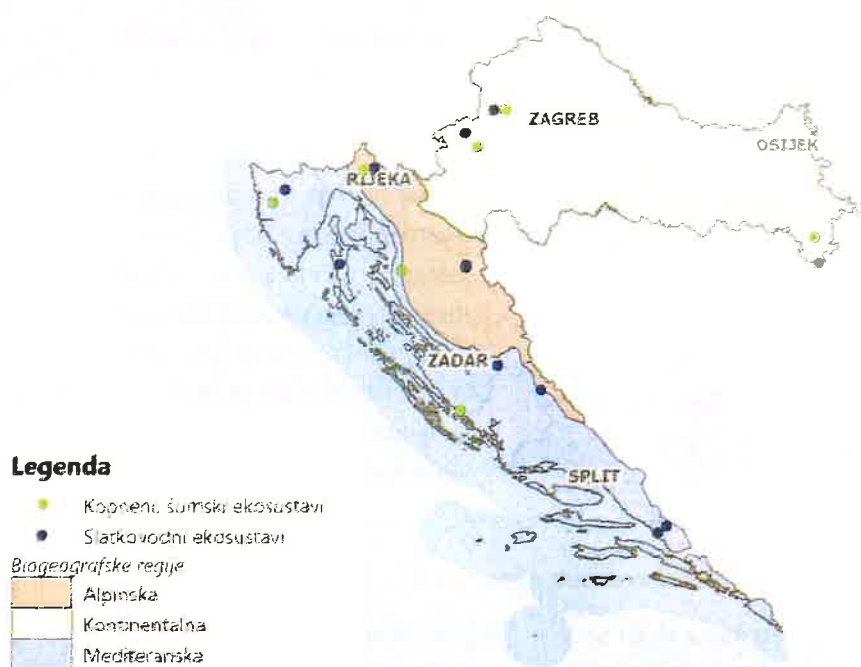 ZAGREB
OSIJEK
RIJEKA
ZADAR
SPLIT
Legenda
Kopneni šumski ekosustavi
Slatkovodni ekosustavi
Biogeografske regije
Alpinska
Kontinentalna
Mediteranska